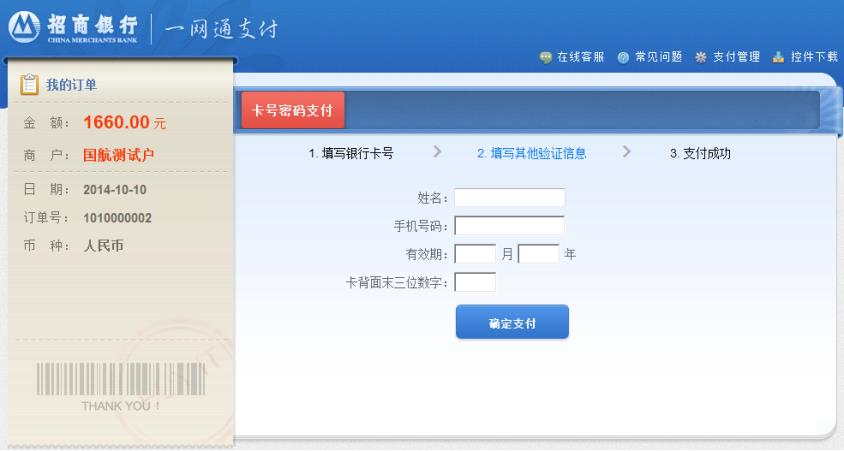 招商银行 一网通支付
CHINA MERCHANTS BANK
在线客服 常见问题 支付管理 控件下载
我的订单
金 额： 1660.00 元
商 户： 国航测试户
日 期： 2014-10-10
订单号： 1010000002
币 种： 人民币
THANK YOU !
卡号密码支付
1. 填写银行卡号 2. 填写其他验证信息 3. 支付成功
姓名：
手机号码：
有效期： 月 年
卡背面末三位数字：
确定支付